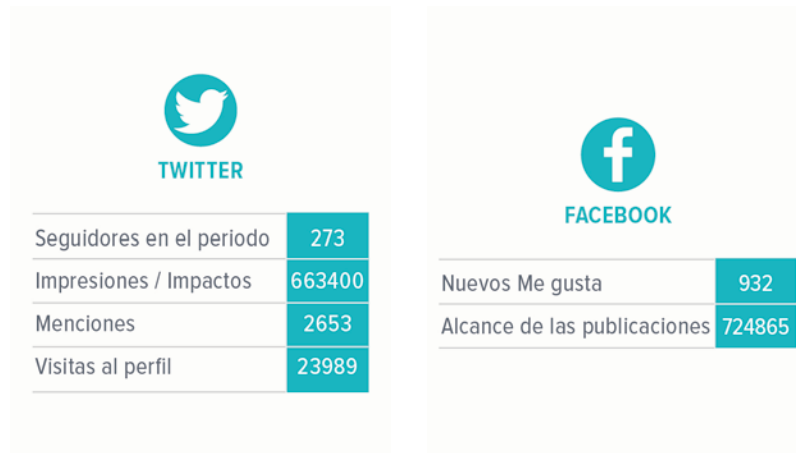 TWITTER
Seguidores en el periodo 273
Impresiones / Impactos 663400
Menciones 2653
Visitas al perfil 23989
FACEBOOK
Nuevos Me gusta 932
Alcance de las publicaciones 724865